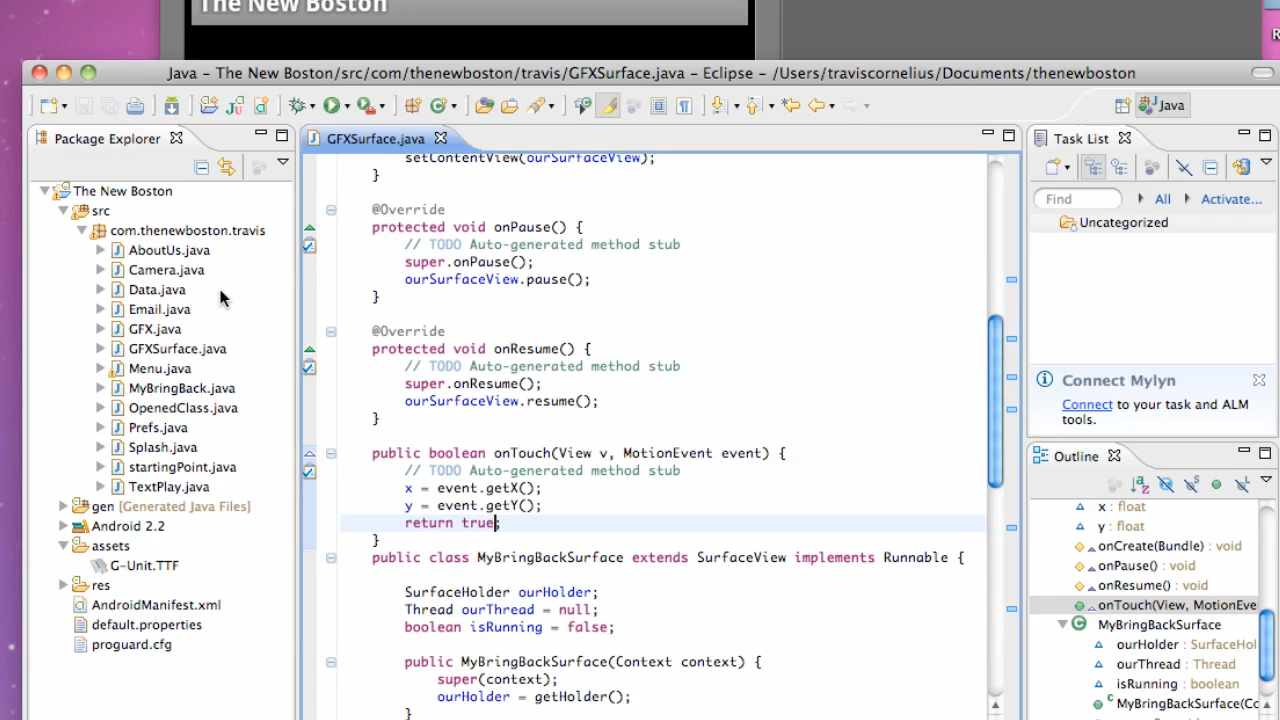 The New Boston
Java – The New Boston/src/com/thenewboston/travis/GFXSurface.java – Eclipse – /Users/traviscornelius/Documents/thenewboston
Java
Package Explorer
GFXSurface.java
Task List
The New Boston
src
com.thenewboston.travis
AboutUs.java
Camera.java
Data.java
Email.java
GFX.java
GFXSurface.java
Menu.java
MyBringBack.java
OpenedClass.java
Prefs.java
Splash.java
startingPoint.java
TextPlay.java
gen [Generated Java Files]
Android 2.2
assets
G-Unit.TTF
res
AndroidManifest.xml
default.properties
proguard.cfg
setContentView(ourSurfaceView);
}
@Override
protected void onPause() {
// TODO Auto-generated method stub
super.onPause();
ourSurfaceView.pause();
}
@Override
protected void onResume() {
// TODO Auto-generated method stub
super.onResume();
ourSurfaceView.resume();
}
public boolean onTouch(View v, MotionEvent event) {
// TODO Auto-generated method stub
x = event.getX();
y = event.getY();
return true;
}
public class MyBringBackSurface extends SurfaceView implements Runnable {
SurfaceHolder ourHolder;
Thread ourThread = null;
boolean isRunning = false;
public MyBringBackSurface(Context context) {
super(context);
ourHolder = getHolder();
}
Find
All
Activate...
Uncategorized
Connect Mylyn
Connect to your task and ALM
tools.
Outline
x : float
y : float
onCreate(Bundle) : void
onPause() : void
onResume() : void
onTouch(View, MotionEve
MyBringBackSurface
ourHolder : SurfaceHol
ourThread : Thread
isRunning : boolean
MyBringBackSurface(Co